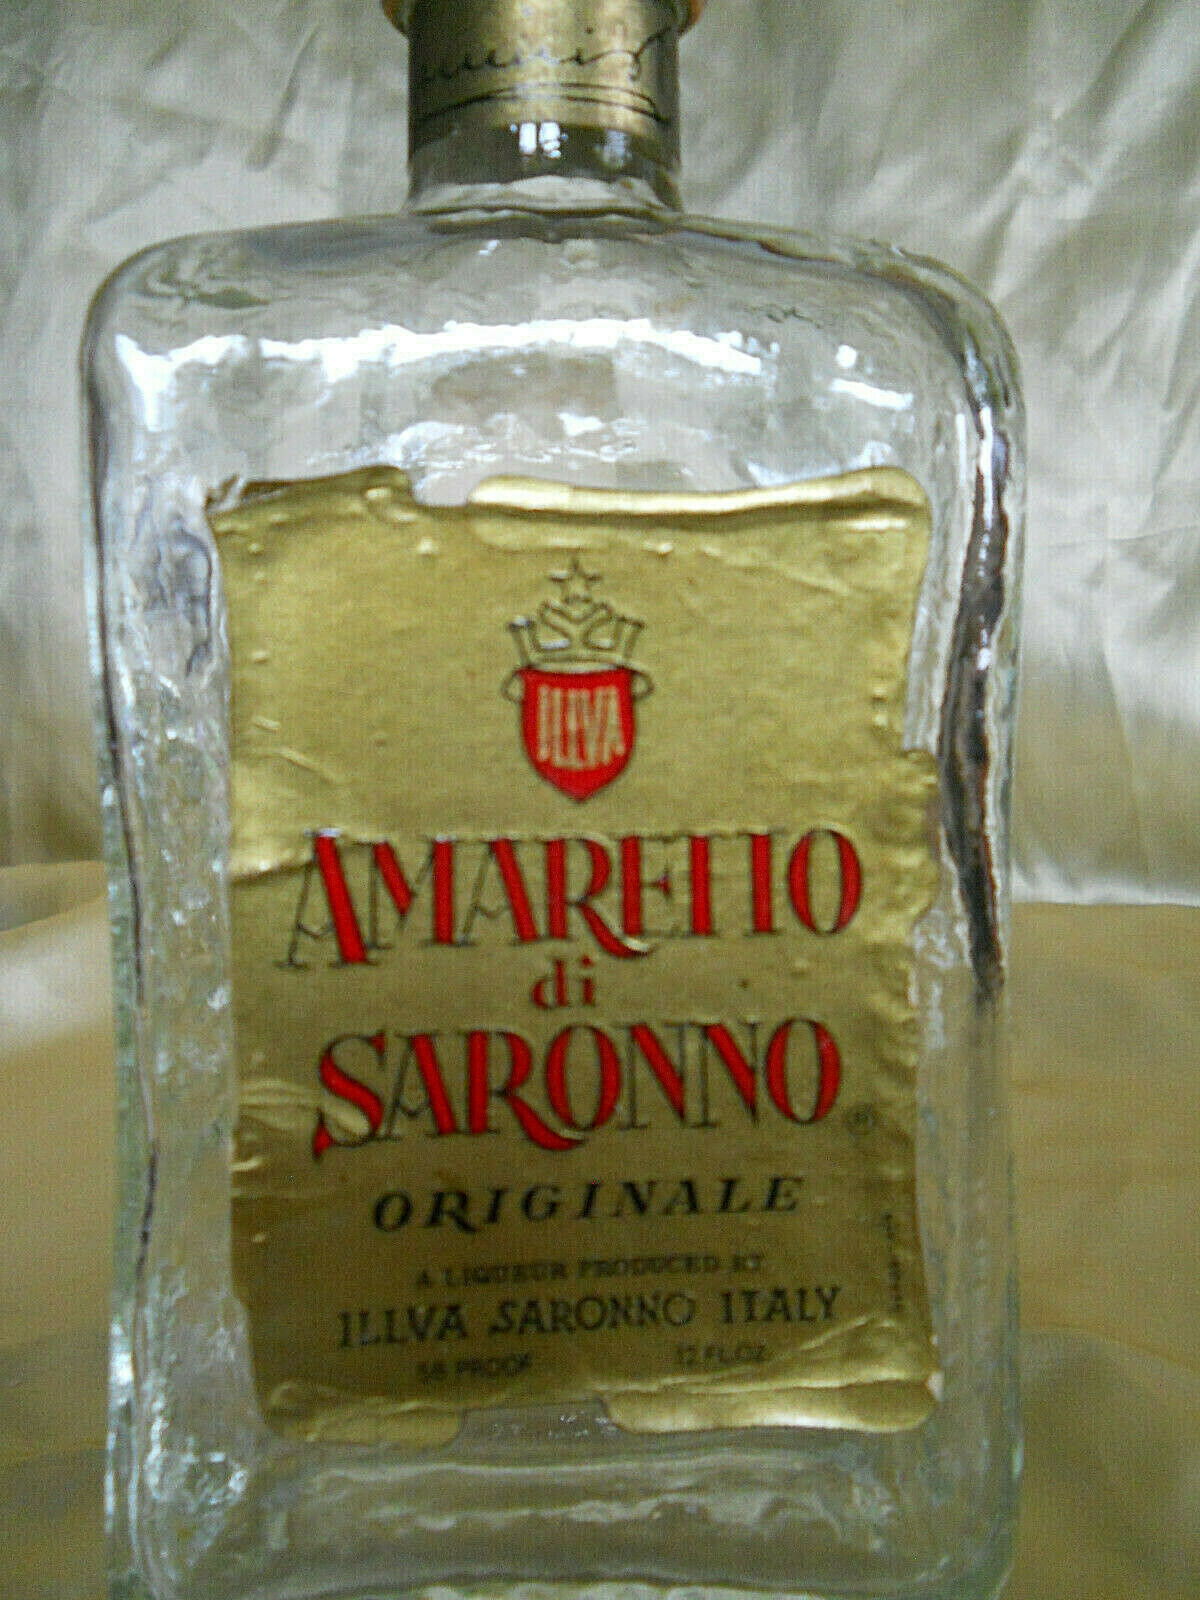 ILLVA
AMARETTO
di
SARONNO
ORIGINALE
A LIQUEUR PRODUCED BY
ILLVA SARONNO ITALY
56 PROOF 12 FL.OZ.